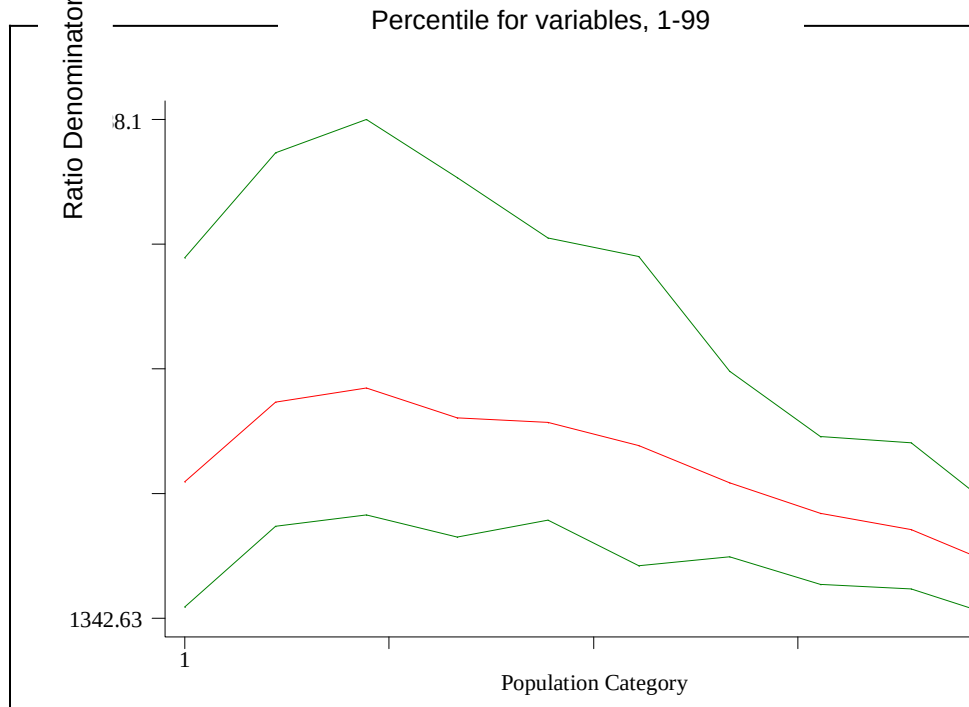 Percentile for variables, 1-99
Ratio Denominator
8.1
1342.63
1
Population Category